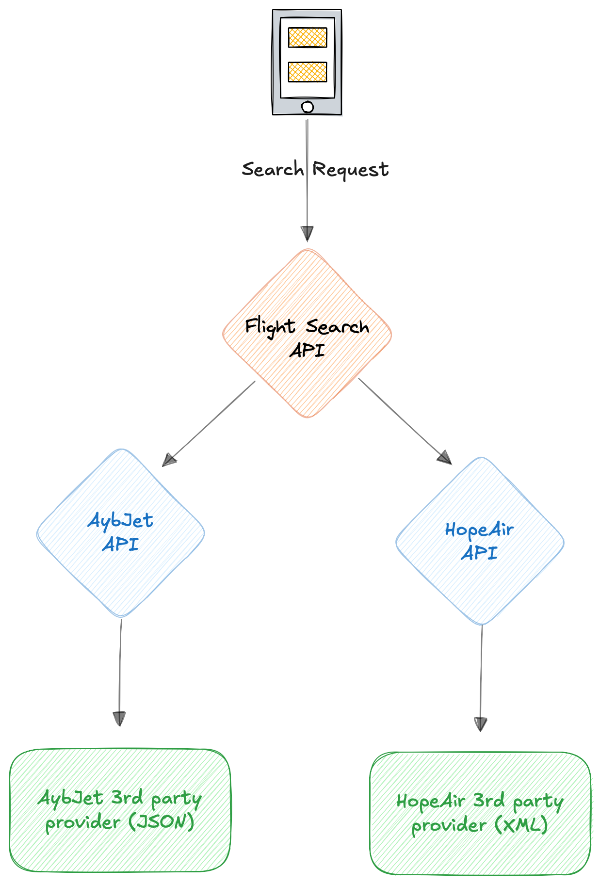 Search Request
Flight Search
API
AybJet
API
HopeAir
API
AybJet 3rd party
provider (JSON)
HopeAir 3rd party
provider (XML)